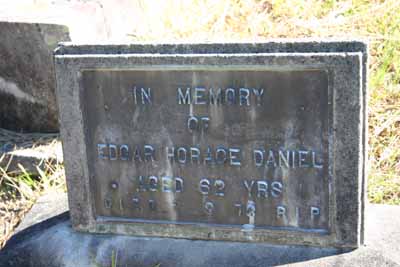 IN MEMORY
OF
EDGAR HORACE DANIEL
AGED 62 YRS
R.I.P.